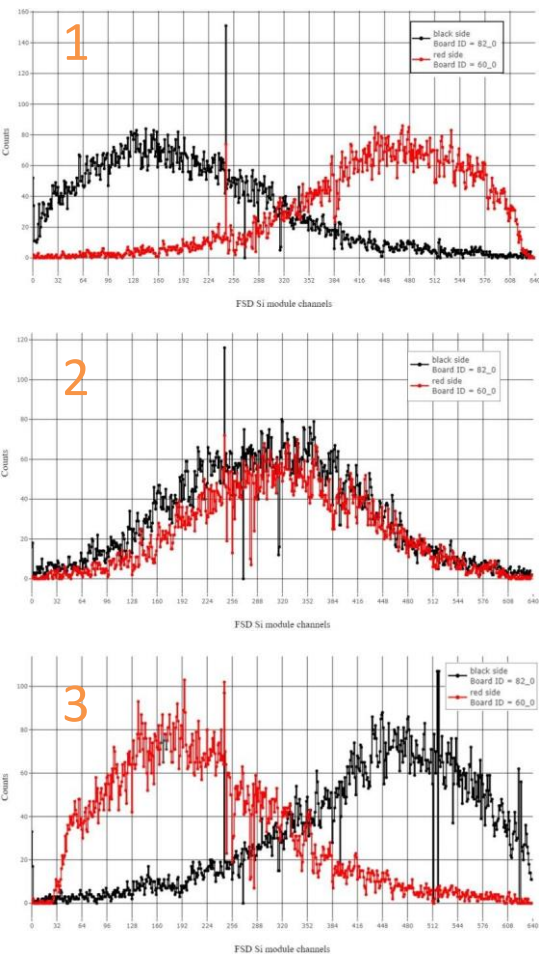 1
black side
Board ID = 82_0
red side
Board ID = 60_0
160
140
120
100
80
60
40
20
0
Counts
0 32 64 96 128 160 192 224 256 288 320 352 384 416 448 480 512 544 576 608 640
FSD Si module channels
2
black side
Board ID = 82_0
red side
Board ID = 60_0
120
100
80
60
40
20
0
Counts
0 32 64 96 128 160 192 224 256 288 320 352 384 416 448 480 512 544 576 608 640
FSD Si module channels
3
black side
Board ID = 82_0
red side
Board ID = 60_0
100
80
60
40
20
0
Counts
0 32 64 96 128 160 192 224 256 288 320 352 384 416 448 480 512 544 576 608 640
FSD Si module channels